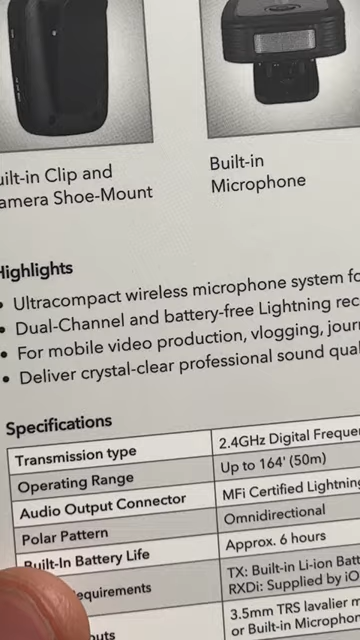 uilt-in Clip and
amera Shoe-Mount
Built-in
Microphone
Highlights
• Ultracompact wireless microphone system fo
• Dual-Channel and battery-free Lightning rec
• For mobile video production, vlogging, jour
• Deliver crystal-clear professional sound qual
Specifications
Transmission type 2.4GHz Digital Freque
Operating Range Up to 164' (50m)
Audio Output Connector MFi Certified Lightning
Polar Pattern Omnidirectional
Built-In Battery Life Approx. 6 hours
equirements TX: Built-in Li-ion Batt
RXDi: Supplied by iO
puts 3.5mm TRS lavalier m
or Built-in Microphon